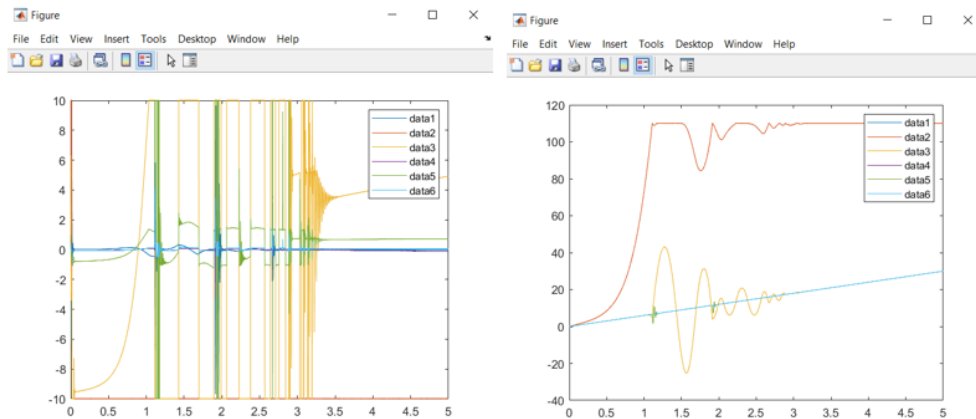 Figure
File Edit View Insert Tools Desktop Window Help
10
8
6
4
2
0
-2
-4
-6
-8
-10
0 0.5 1 1.5 2 2.5 3 3.5 4 4.5 5
data1
data2
data3
data4
data5
data6
Figure
File Edit View Insert Tools Desktop Window Help
120
100
80
60
40
20
0
-20
-40
0 0.5 1 1.5 2 2.5 3 3.5 4 4.5 5
data1
data2
data3
data4
data5
data6